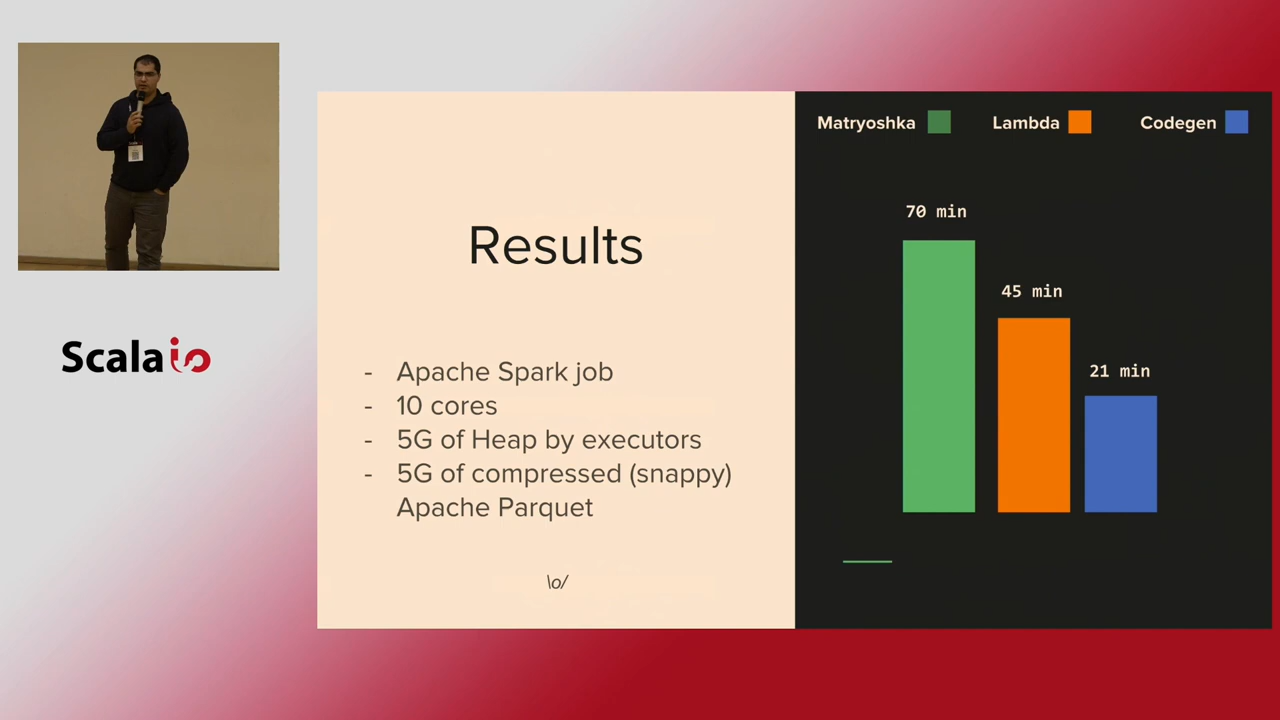 Scala io
Results
- Apache Spark job
- 10 cores
- 5G of Heap by executors
- 5G of compressed (snappy)
Apache Parquet
\o/
Matryoshka
Lambda
Codegen
70 min
45 min
21 min